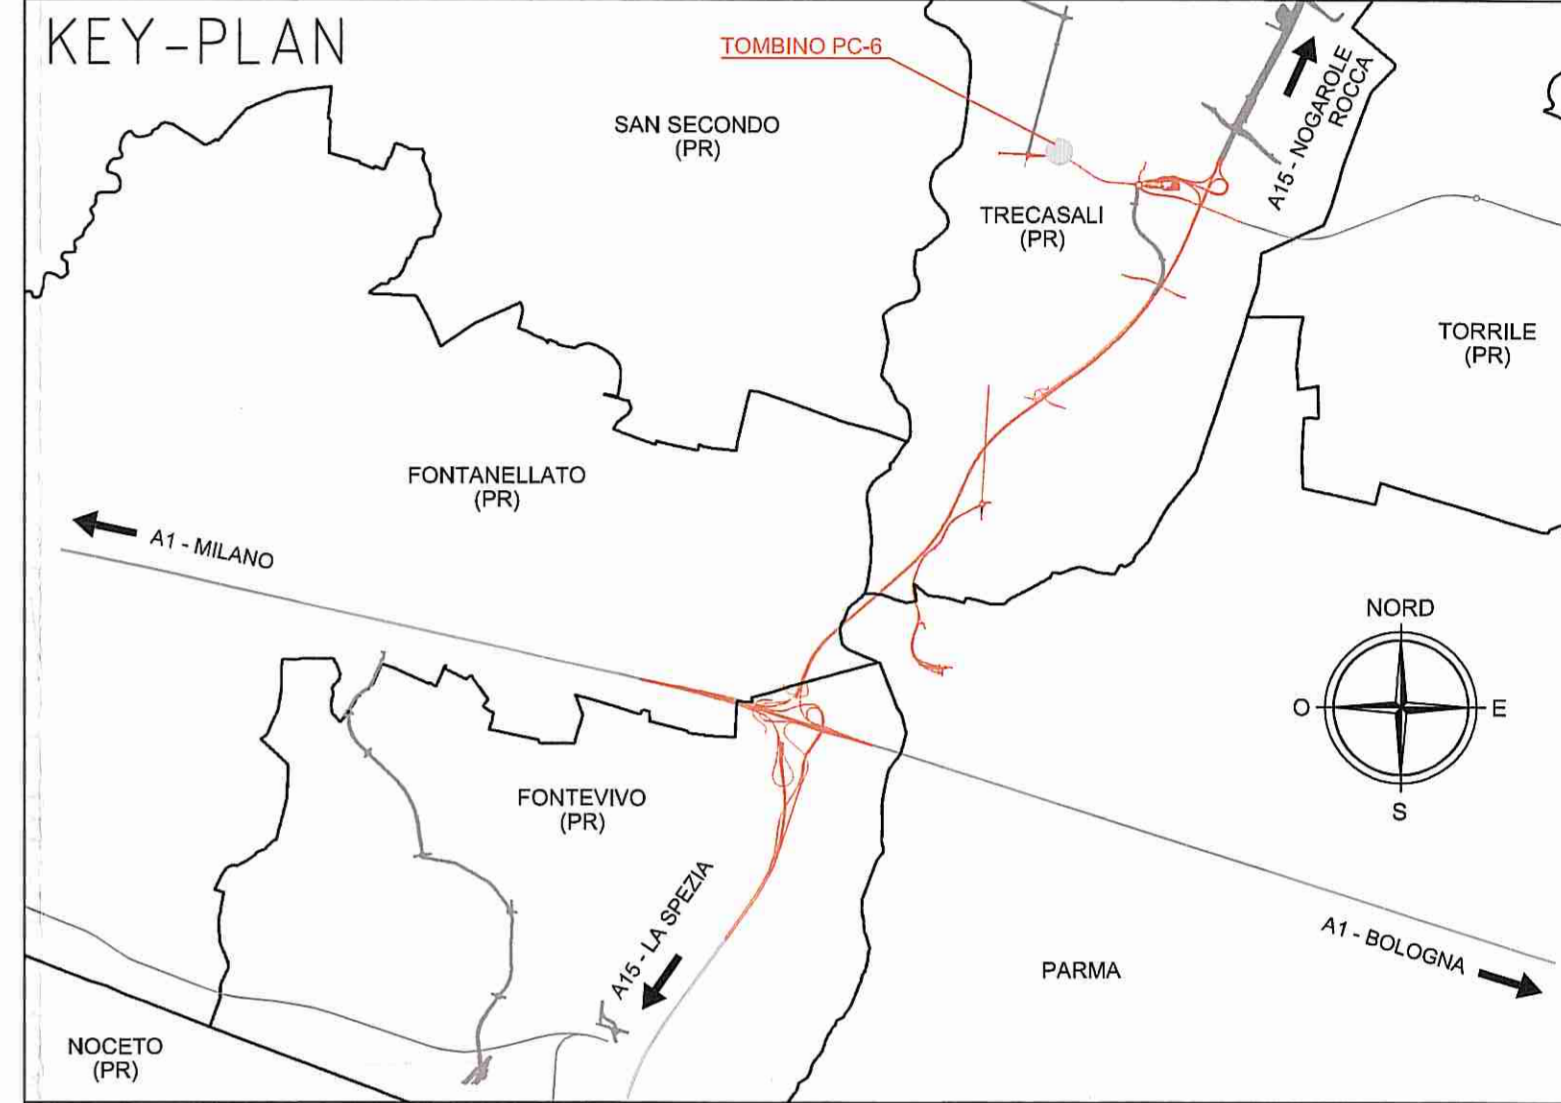 KEY-PLAN
TOMBINO PC-6
SAN SECONDO
(PR)
A15 - NOGAROLE
ROCCA
TRECASALI
(PR)
TORRILE
(PR)
FONTANELLATO
(PR)
A1 - MILANO
NORD
O
E
S
FONTEVIVO
(PR)
A15 - LA SPEZIA
A1 - BOLOGNA
PARMA
NOCETO
(PR)